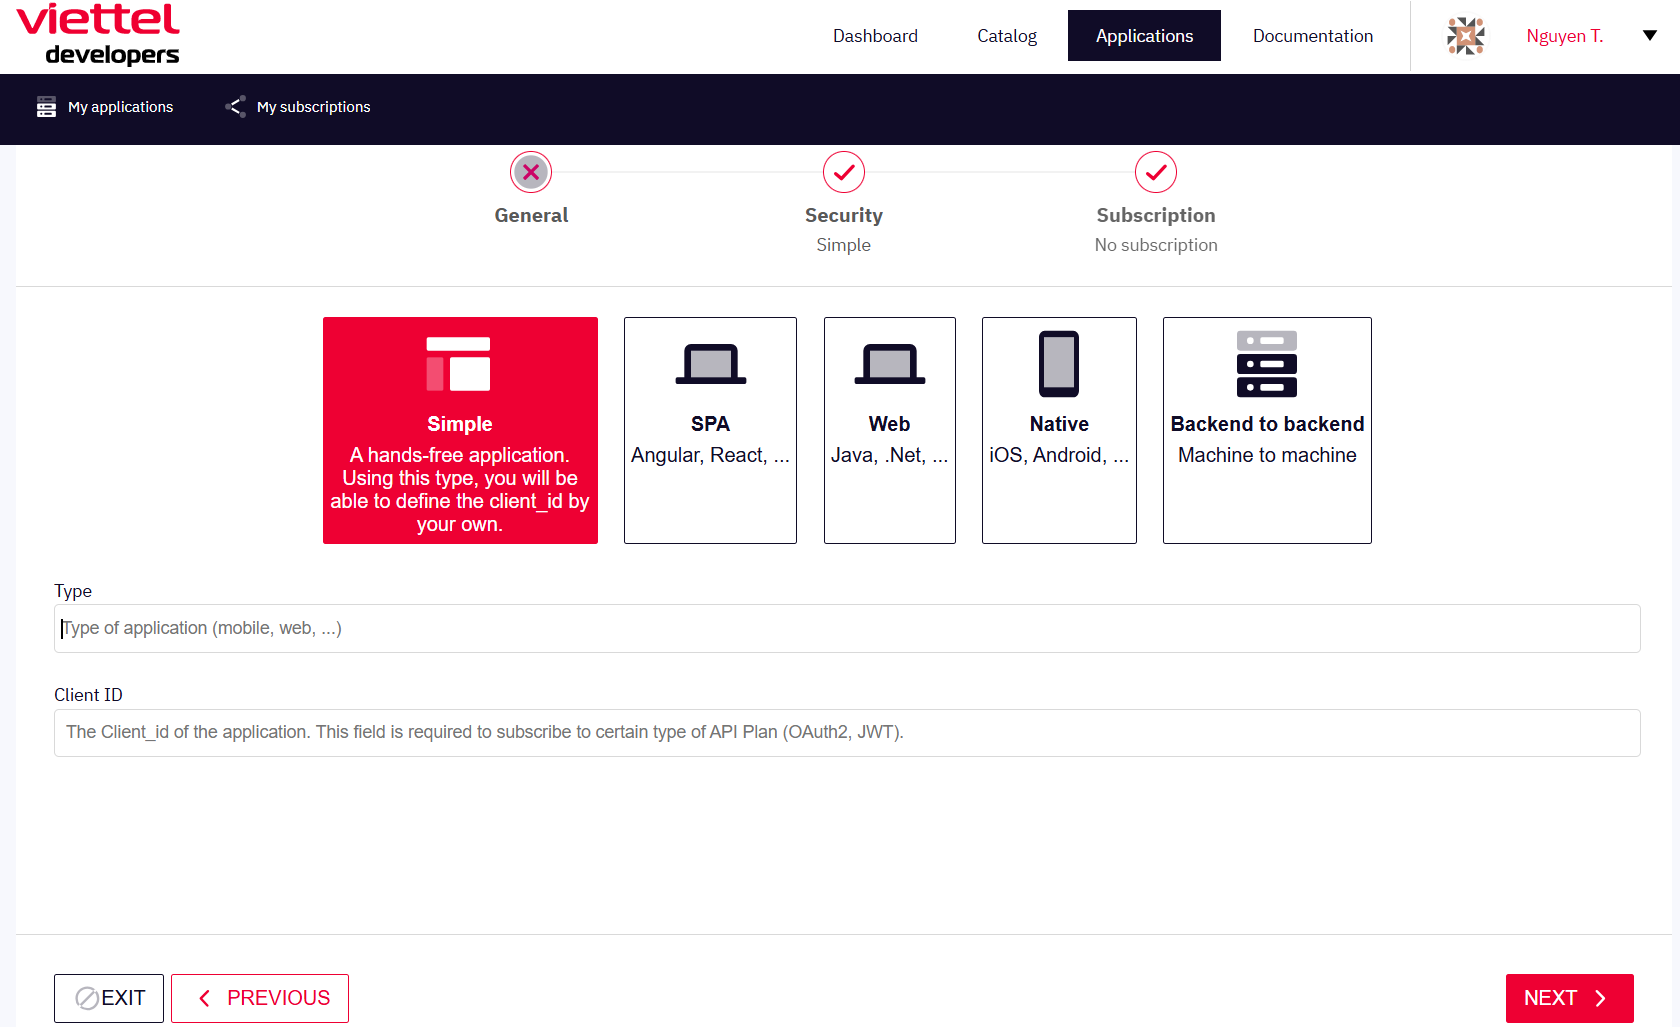 viettel
developers
Dashboard
Catalog
Applications
Documentation
Nguyen T.
My applications
My subscriptions
General
Security
Simple
Subscription
No subscription
Simple
A hands-free application.
Using this type, you will be
able to define the client_id by
your own.
SPA
Angular, React, ...
Web
Java, .Net, ...
Native
iOS, Android, ...
Backend to backend
Machine to machine
Type
Type of application (mobile, web, ...)
Client ID
The Client_id of the application. This field is required to subscribe to certain type of API Plan (OAuth2, JWT).
EXIT
PREVIOUS
NEXT